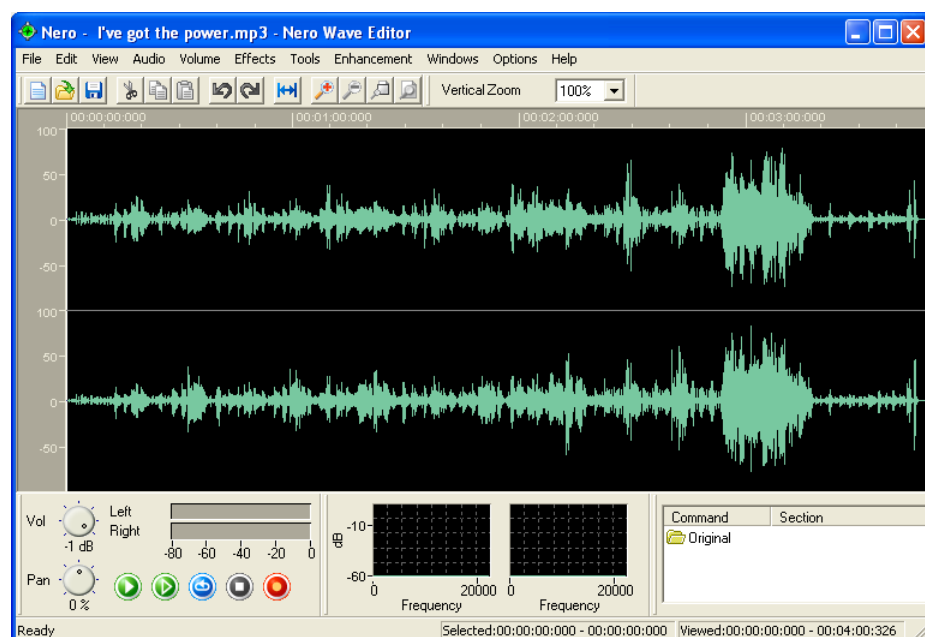 Nero - I've got the power.mp3 - Nero Wave Editor
File Edit View Audio Volume Effects Tools Enhancement Windows Options Help
Vertical Zoom 100%
00:00:00:000 00:01:00:000 00:02:00:000 00:03:00:000
100
50
0
-50
100
50
0
-50
Vol
-1 dB
Pan
0 %
Left
Right
-80 -60 -40 -20 0
dB
-10
-60
0 20000 0 20000
Frequency Frequency
Command Section
Original
Ready Selected:00:00:00:000 - 00:00:00:000 Viewed:00:00:00:000 - 00:04:00:326